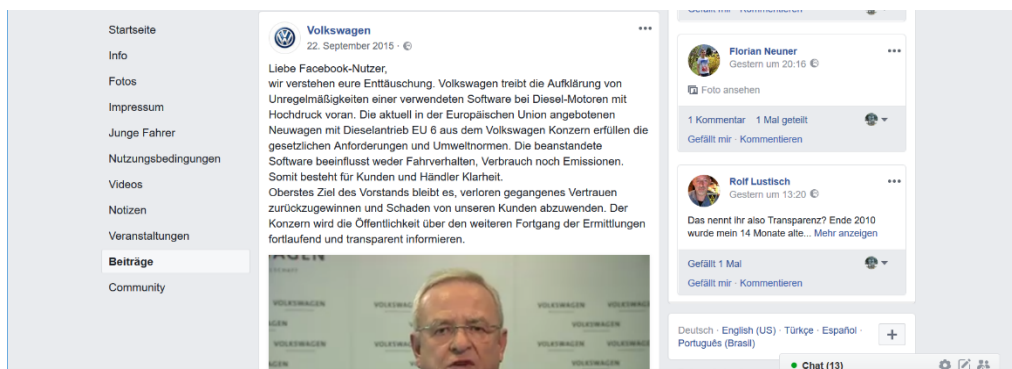 Startseite
Info
Fotos
Impressum
Junge Fahrer
Nutzungsbedingungen
Videos
Notizen
Veranstaltungen
Beiträge
Community
Volkswagen
22. September 2015 ·
Liebe Facebook-Nutzer,
wir verstehen eure Enttäuschung. Volkswagen treibt die Aufklärung von
Unregelmäßigkeiten einer verwendeten Software bei Diesel-Motoren mit
Hochdruck voran. Die aktuell in der Europäischen Union angebotenen
Neuwagen mit Dieselantrieb EU 6 aus dem Volkswagen Konzern erfüllen die
gesetzlichen Anforderungen und Umweltnormen. Die beanstandete
Software beeinflusst weder Fahrverhalten, Verbrauch noch Emissionen.
Somit besteht für Kunden und Händler Klarheit.
Oberstes Ziel des Vorstands bleibt es, verloren gegangenes Vertrauen
zurückzugewinnen und Schaden von unseren Kunden abzuwenden. Der
Konzern wird die Öffentlichkeit über den weiteren Fortgang der Ermittlungen
fortlaufend und transparent informieren.
VOLKSWAGEN
VOLKSWAGEN
VOLKSWAGEN
VOLKSWAGEN
Gefällt mir · Kommentieren
Florian Neuner
Gestern um 20:16
Foto ansehen
1 Kommentar 1 Mal geteilt
Gefällt mir · Kommentieren
Rolf Lustisch
Gestern um 13:20
Das nennt ihr also Transparenz? Ende 2010
wurde mein 14 Monate alte... Mehr anzeigen
Gefällt 1 Mal
Gefällt mir · Kommentieren
Deutsch · English (US) · Türkçe · Español ·
Português (Brasil)
Chat (13)